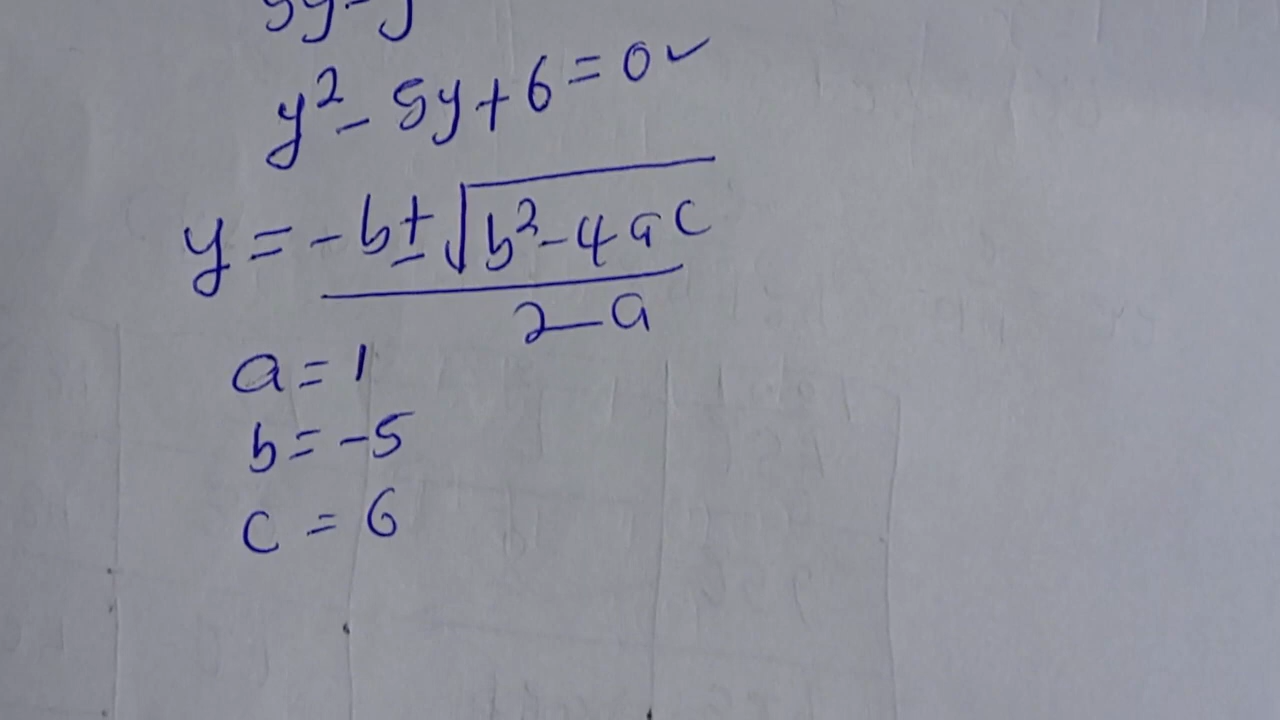 y² - 5y + 6 = 0 ✓
y = -b ± √b² - 4ac
2a
a = 1
b = -5
c = 6